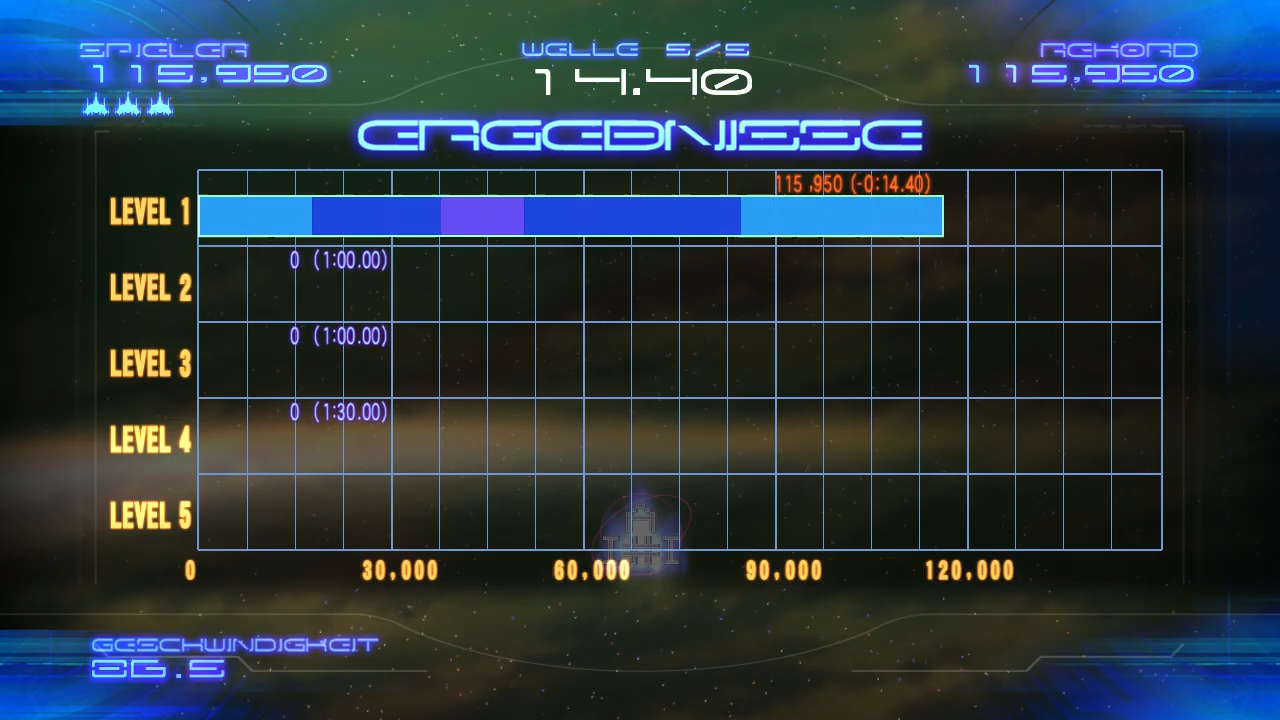 SPIELER
115,950
WELLE 5/5
14.40
REKORD
115,950
ERGEBNISSE
115,950 (-0:14.40)
LEVEL 1
0 (1:00.00)
LEVEL 2
0 (1:00.00)
LEVEL 3
0 (1:30.00)
LEVEL 4
LEVEL 5
0 30,000 60,000 90,000 120,000
GESCHWINDIGKEIT
36.5